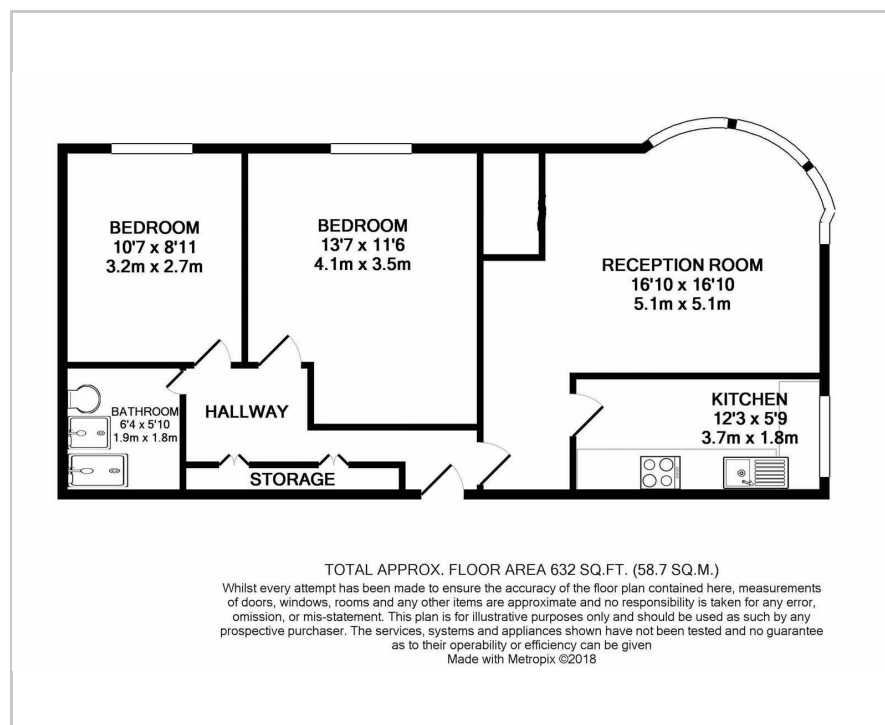 BEDROOM
10'7 x 8'11
3.2m x 2.7m
BEDROOM
13'7 x 11'6
4.1m x 3.5m
RECEPTION ROOM
16'10 x 16'10
5.1m x 5.1m
BATHROOM
6'4 x 5'10
1.9m x 1.8m
HALLWAY
KITCHEN
12'3 x 5'9
3.7m x 1.8m
STORAGE
TOTAL APPROX. FLOOR AREA 632 SQ.FT. (58.7 SQ.M.)
Whilst every attempt has been made to ensure the accuracy of the floor plan contained here, measurements
of doors, windows, rooms and any other items are approximate and no responsibility is taken for any error,
omission, or mis-statement. This plan is for illustrative purposes only and should be used as such by any
prospective purchaser. The services, systems and appliances shown have not been tested and no guarantee
as to their operability or efficiency can be given
Made with Metropix ©2018